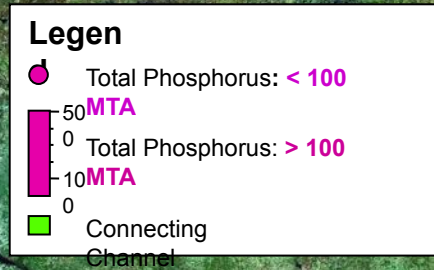 Legen
d
Total Phosphorus: < 100
MTA
50
0
Total Phosphorus: > 100
MTA
10
0
Connecting
Channel